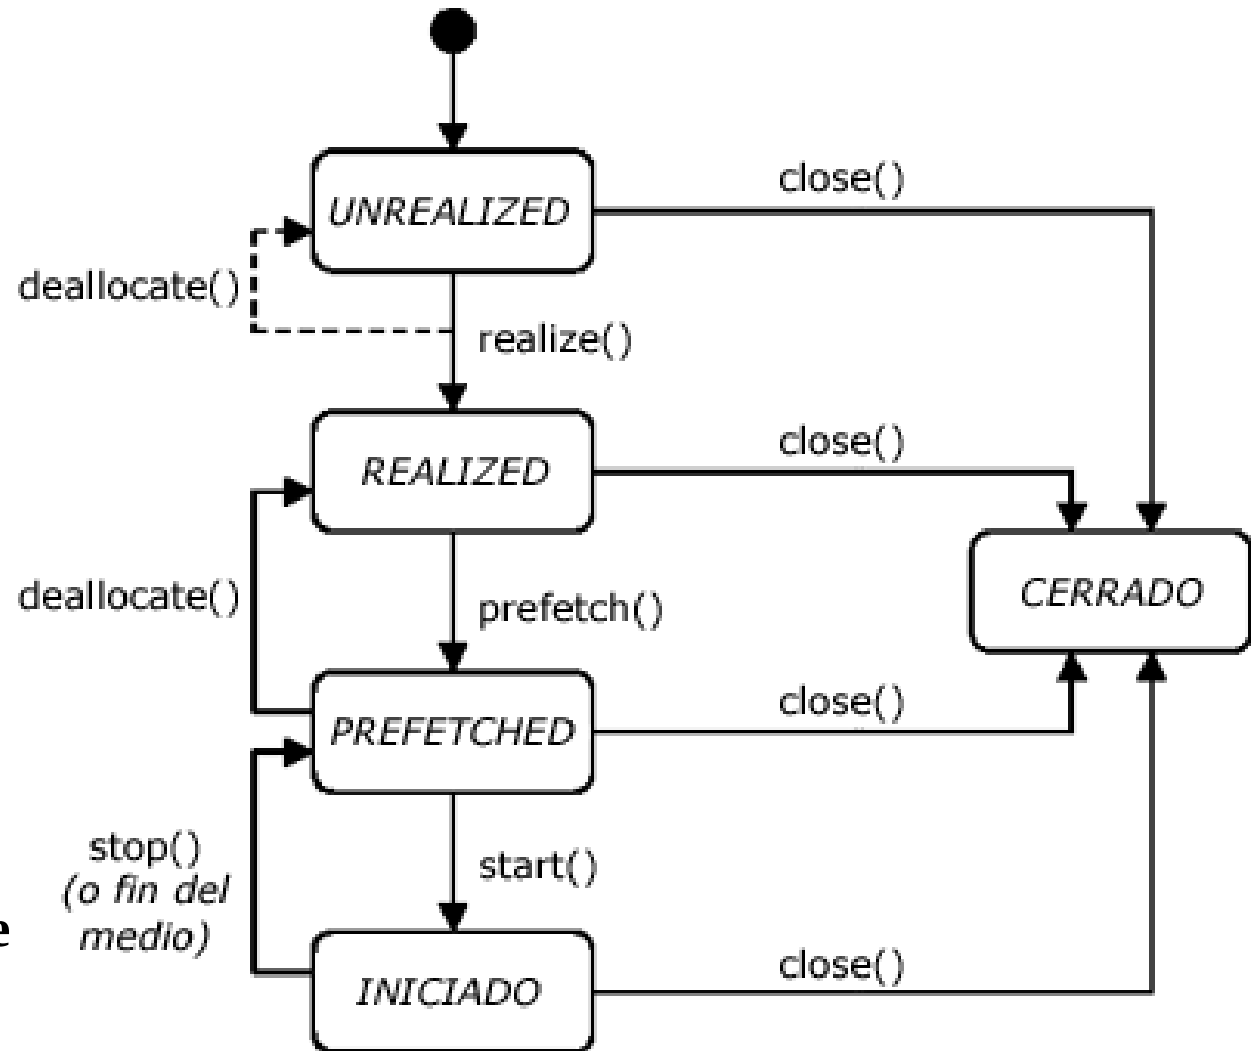 UNREALIZED
close()
deallocate()
realize()
REALIZED
close()
deallocate()
prefetch()
CERRADO
PREFETCHED
close()
stop()
(o fin del
medio)
e
start()
INICIADO
close()